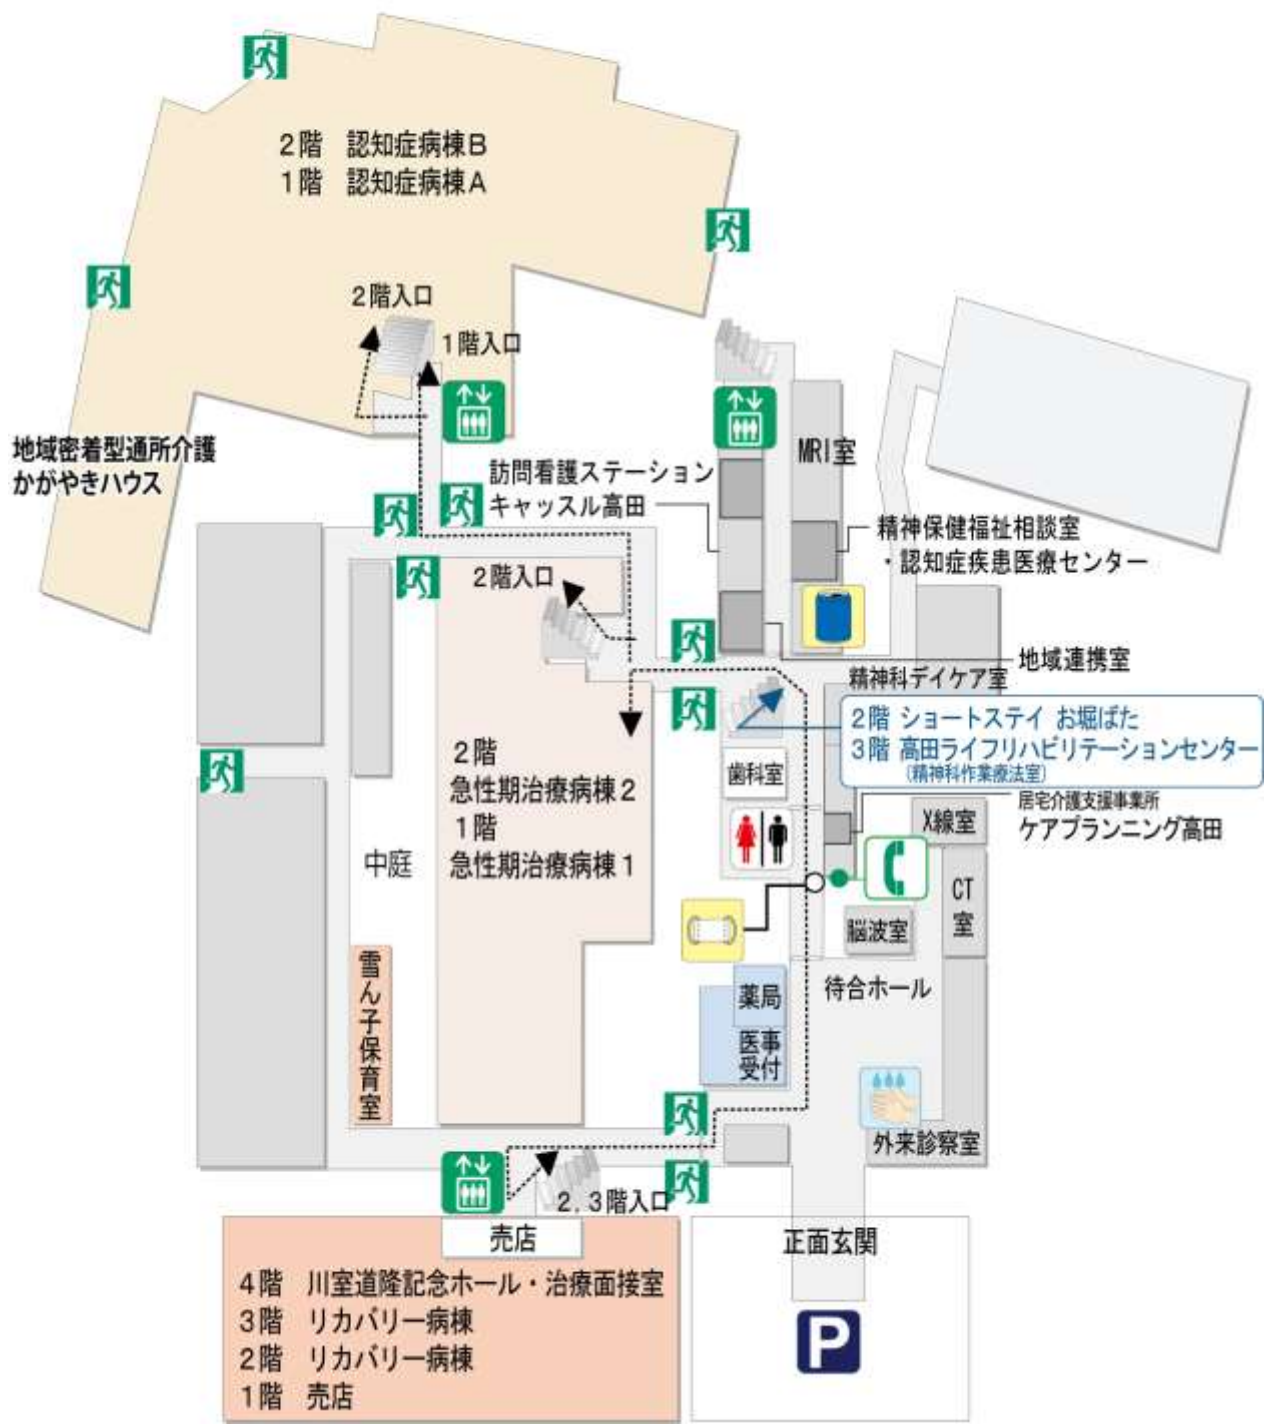 ２階　認知症病棟Ｂ
１階　認知症病棟Ａ
２階入口
１階入口
地域密着型通所介護
かがやきハウス
訪問看護ステーション
キャッスル高田
MRI室
精神保健福祉相談室
・認知症疾患医療センター
２階入口
地域連携室
精神科デイケア室
２階 ショートステイ お堀ばた
３階 高田ライフリハビリテーションセンター
(精神科作業療法室)
歯科室
居宅介護支援事業所
ケアプランニング高田
X線室
２階
急性期治療病棟２
１階
急性期治療病棟１
中庭
CT
室
脳波室
雪ん子保育室
薬局
待合ホール
医事
受付
外来診察室
２,３階入口
売店
正面玄関
４階　川室道隆記念ホール・治療面接室
３階　リカバリー病棟
２階　リカバリー病棟
１階　売店
P